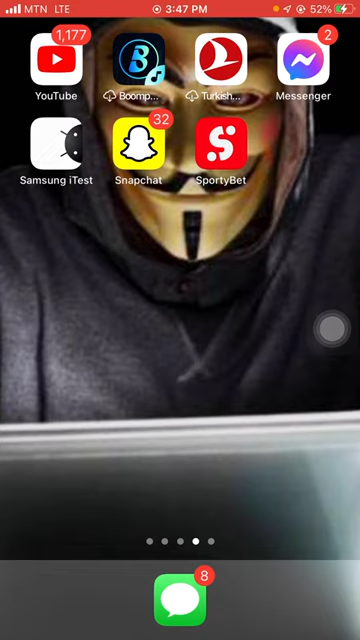 MTN LTE 3:47 PM 52%
1,177 2
YouTube Boomp... Turkish... Messenger
32
Samsung iTest Snapchat SportyBet
8